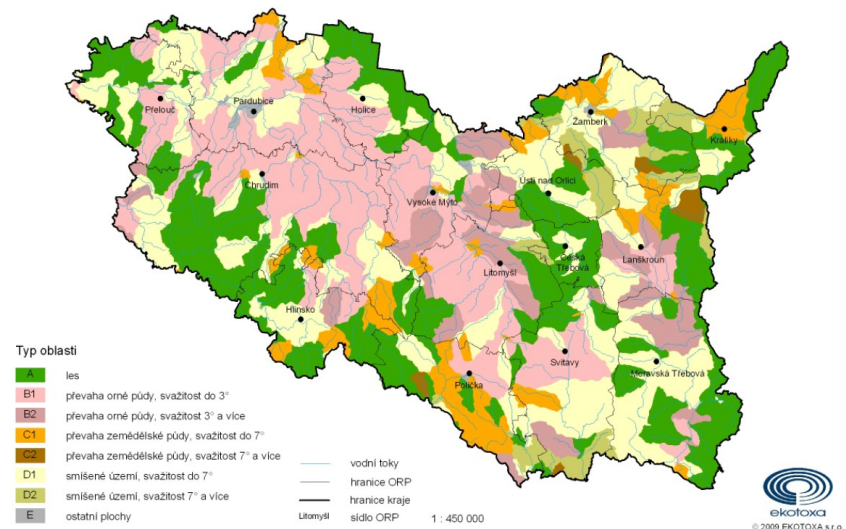 Přelouč
Pardubice
Holice
Žamberk
Králíky
Chrudim
Ústí nad Orlicí
Vysoké Mýto
Česká
Třebová
Lanškroun
Litomyšl
Hlinsko
Svitavy
Moravská Třebová
Polička
Typ oblasti
A les
B1 převaha orné půdy, svažitost do 3°
B2 převaha orné půdy, svažitost 3° a více
C1 převaha zemědělské půdy, svažitost do 7°
C2 převaha zemědělské půdy, svažitost 7° a více
D1 smíšené území, svažitost do 7°
D2 smíšené území, svažitost 7° a více
E ostatní plochy
vodní toky
hranice ORP
hranice kraje
Litomyšl sídlo ORP 1 : 450 000
ekotoxa
© 2009 EKOTOXA s.r.o.